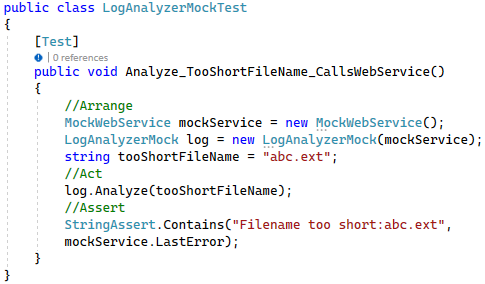 public class LogAnalyzerMockTest
{
    [Test]
    | 0 references
    public void Analyze_TooShortFileName_CallsWebService()
    {
        //Arrange
        MockWebService mockService = new MockWebService();
        LogAnalyzerMock log = new LogAnalyzerMock(mockService);
        string tooShortFileName = "abc.ext";
        //Act
        log.Analyze(tooShortFileName);
        //Assert
        StringAssert.Contains("Filename too short:abc.ext",
        mockService.LastError);
    }
}